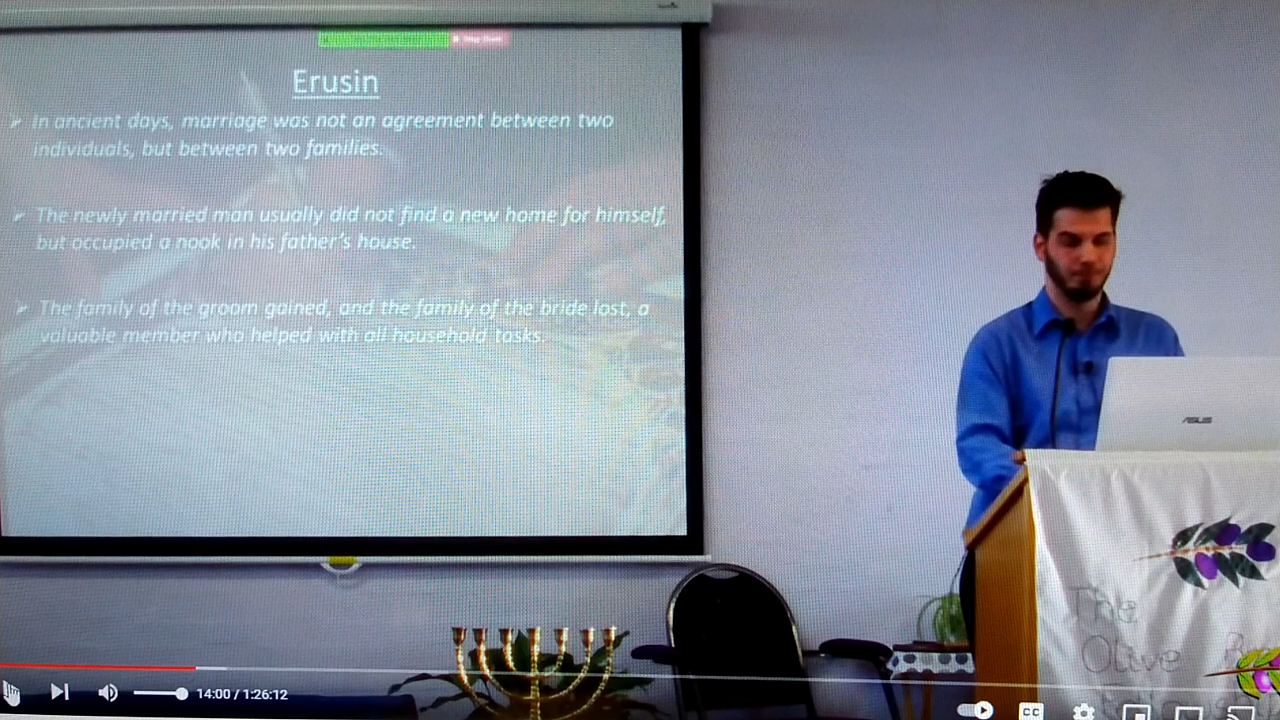 Erusin
➢ In ancient days, marriage was not an agreement between two
individuals, but between two families.
➢ The newly married man usually did not find a new home for himself,
but occupied a nook in his father's house.
➢ The family of the groom gained, and the family of the bride lost, a
valuable member who helped with all household tasks.
ASUS
The
Olive
14:00 / 1:26:12
CC